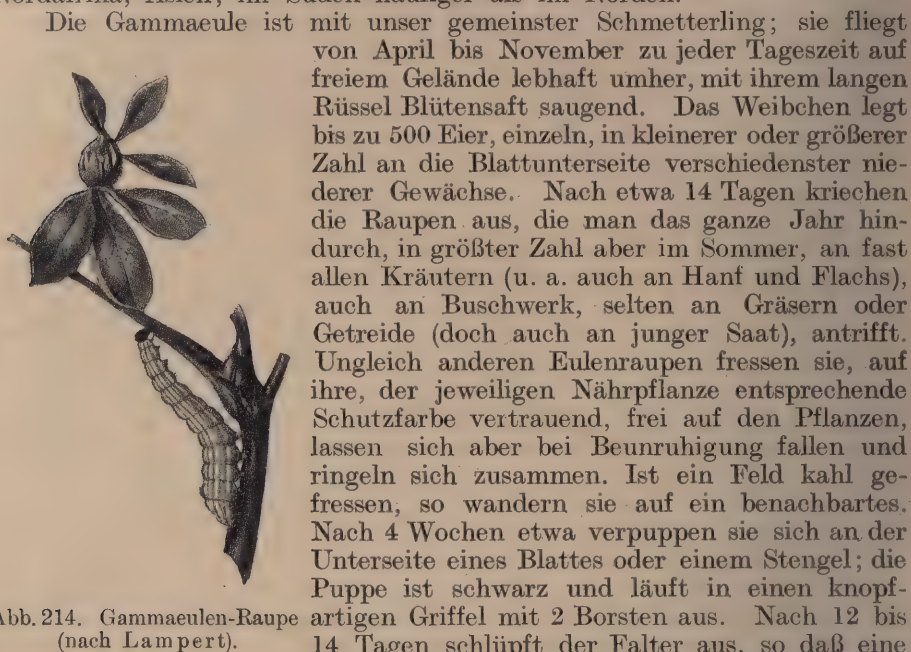 Die Gammaeule ist mit unser gemeinster Schmetterling; sie fliegt
von April bis November zu jeder Tageszeit auf
freiem Gelände lebhaft umher, mit ihrem langen
Rüssel Blütensaft saugend. Das Weibchen legt
bis zu 500 Eier, einzeln, in kleinerer oder größerer
Zahl an die Blattunterseite verschiedenster nie-
derer Gewächse. Nach etwa 14 Tagen kriechen
die Raupen aus, die man das ganze Jahr hin-
durch, in größter Zahl aber im Sommer, an fast
allen Kräutern (u. a. auch an Hanf und Flachs),
auch an Buschwerk, selten an Gräsern oder
Getreide (doch auch an junger Saat), antrifft.
Ungleich anderen Eulenraupen fressen sie, auf
ihre, der jeweiligen Nährpflanze entsprechende
Schutzfarbe vertrauend, frei auf den Pflanzen,
lassen sich aber bei Beunruhigung fallen und
ringeln sich zusammen. Ist ein Feld kahl ge-
fressen, so wandern sie auf ein benachbartes.
Nach 4 Wochen etwa verpuppen sie sich an der
Unterseite eines Blattes oder einem Stengel; die
Puppe ist schwarz und läuft in einen knopf-
artigen Griffel mit 2 Borsten aus. Nach 12 bis
14 Tagen schlüpft der Falter aus, so daß eine
Abb. 214. Gammaeulen-Raupe
(nach Lampert).